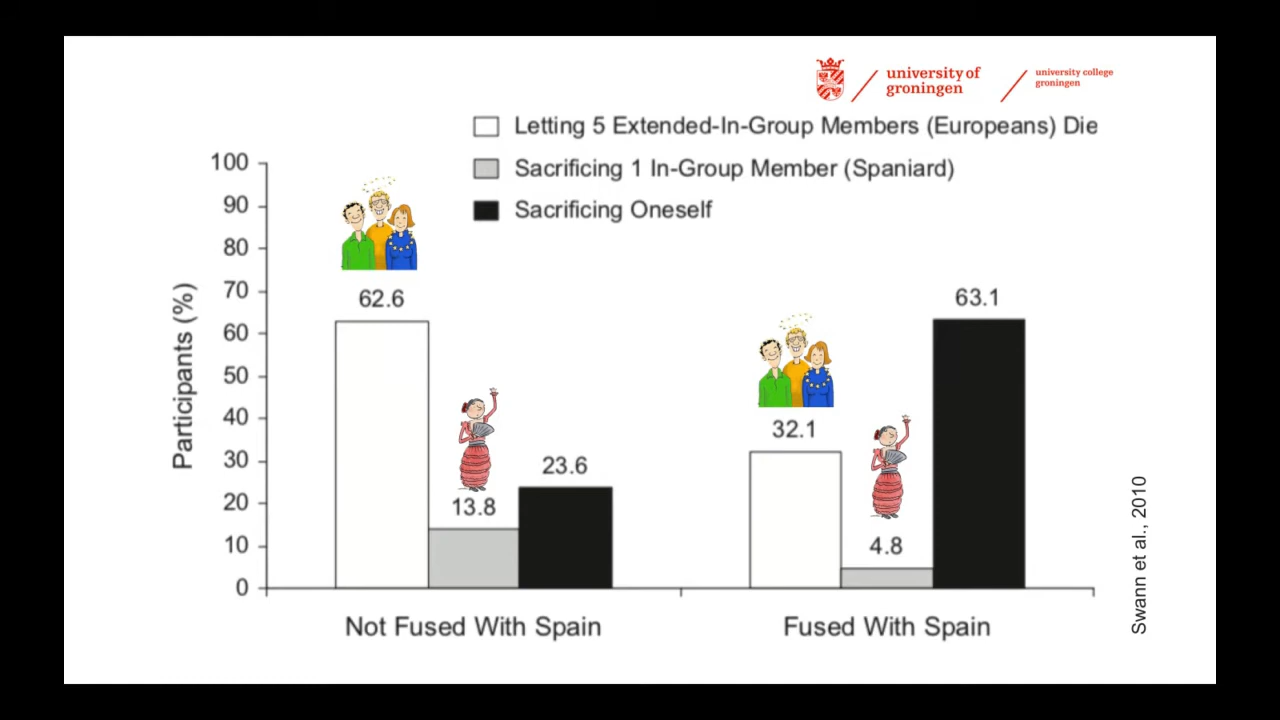 university of
groningen
university college
groningen
Letting 5 Extended-In-Group Members (Europeans) Die
Sacrificing 1 In-Group Member (Spaniard)
Sacrificing Oneself
Participants (%)
100
90
80
70
60
50
40
30
20
10
0
62.6
13.8
23.6
32.1
4.8
63.1
Not Fused With Spain
Fused With Spain
Swann et al., 2010